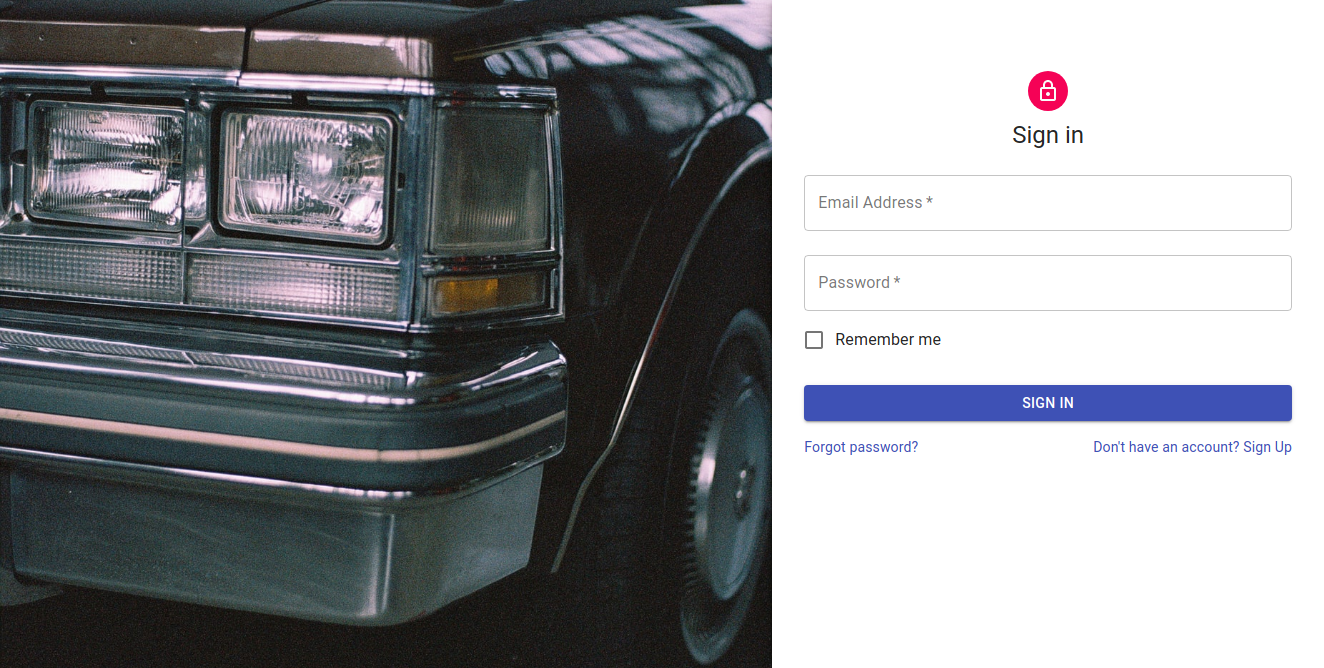 Sign in
Email Address *
Password *
Remember me
SIGN IN
Forgot password?
Don't have an account? Sign Up